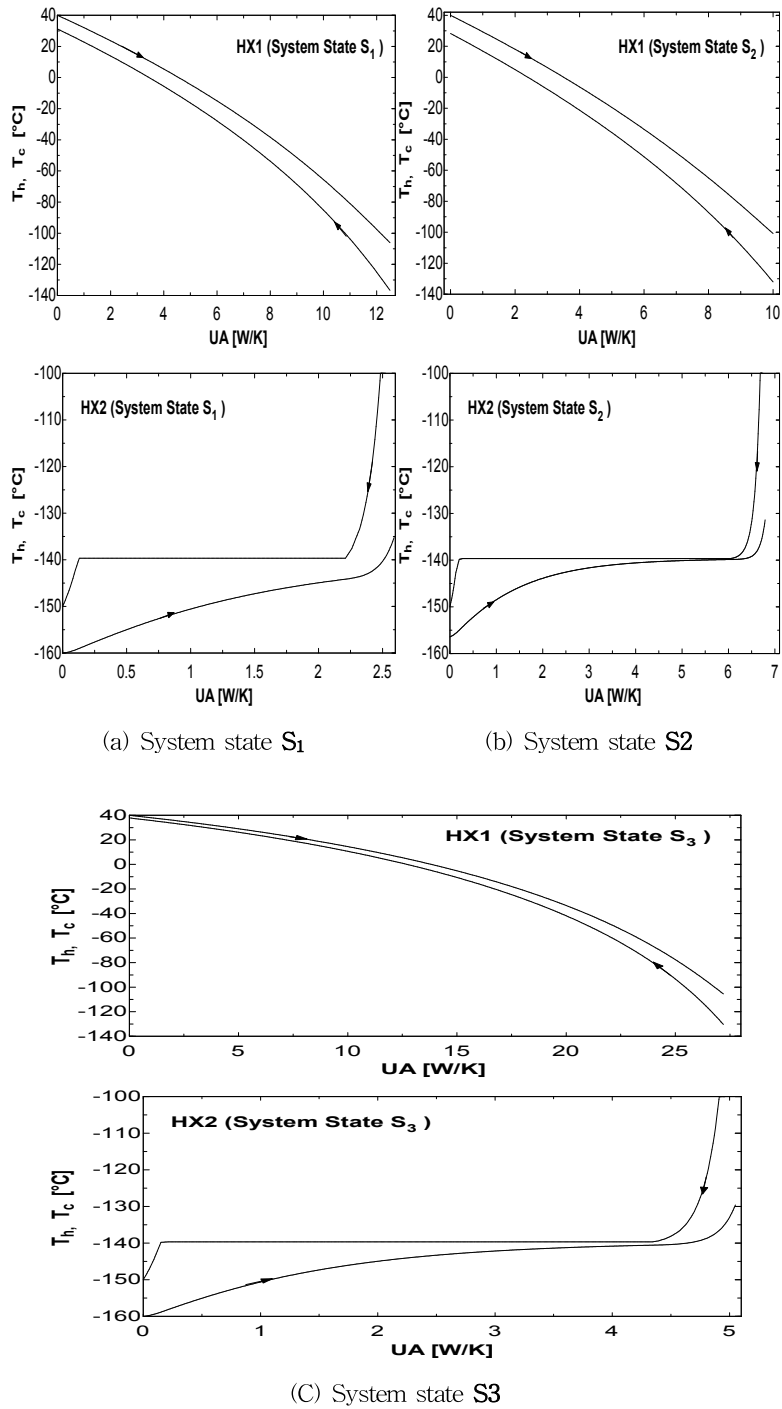 HX1 (System State S1 )
Th, Tc [°C]
40
20
0
-20
-40
-60
-80
-100
-120
-140
0 2 4 6 8 10 12
UA [W/K]
HX1 (System State S2 )
Th, Tc [°C]
40
20
0
-20
-40
-60
-80
-100
-120
-140
0 2 4 6 8 10
UA [W/K]
HX2 (System State S1 )
Th, Tc [°C]
-100
-110
-120
-130
-140
-150
-160
0 0.5 1 1.5 2 2.5
UA [W/K]
HX2 (System State S2 )
Th, Tc [°C]
-100
-110
-120
-130
-140
-150
-160
0 1 2 3 4 5 6 7
UA [W/K]
(a) System state S1
(b) System state S2
HX1 (System State S3 )
Th, Tc [°C]
40
20
0
-20
-40
-60
-80
-100
-120
-140
0 5 10 15 20 25
UA [W/K]
HX2 (System State S3 )
Th, Tc [°C]
-100
-110
-120
-130
-140
-150
-160
0 1 2 3 4 5
UA [W/K]
(C) System state S3